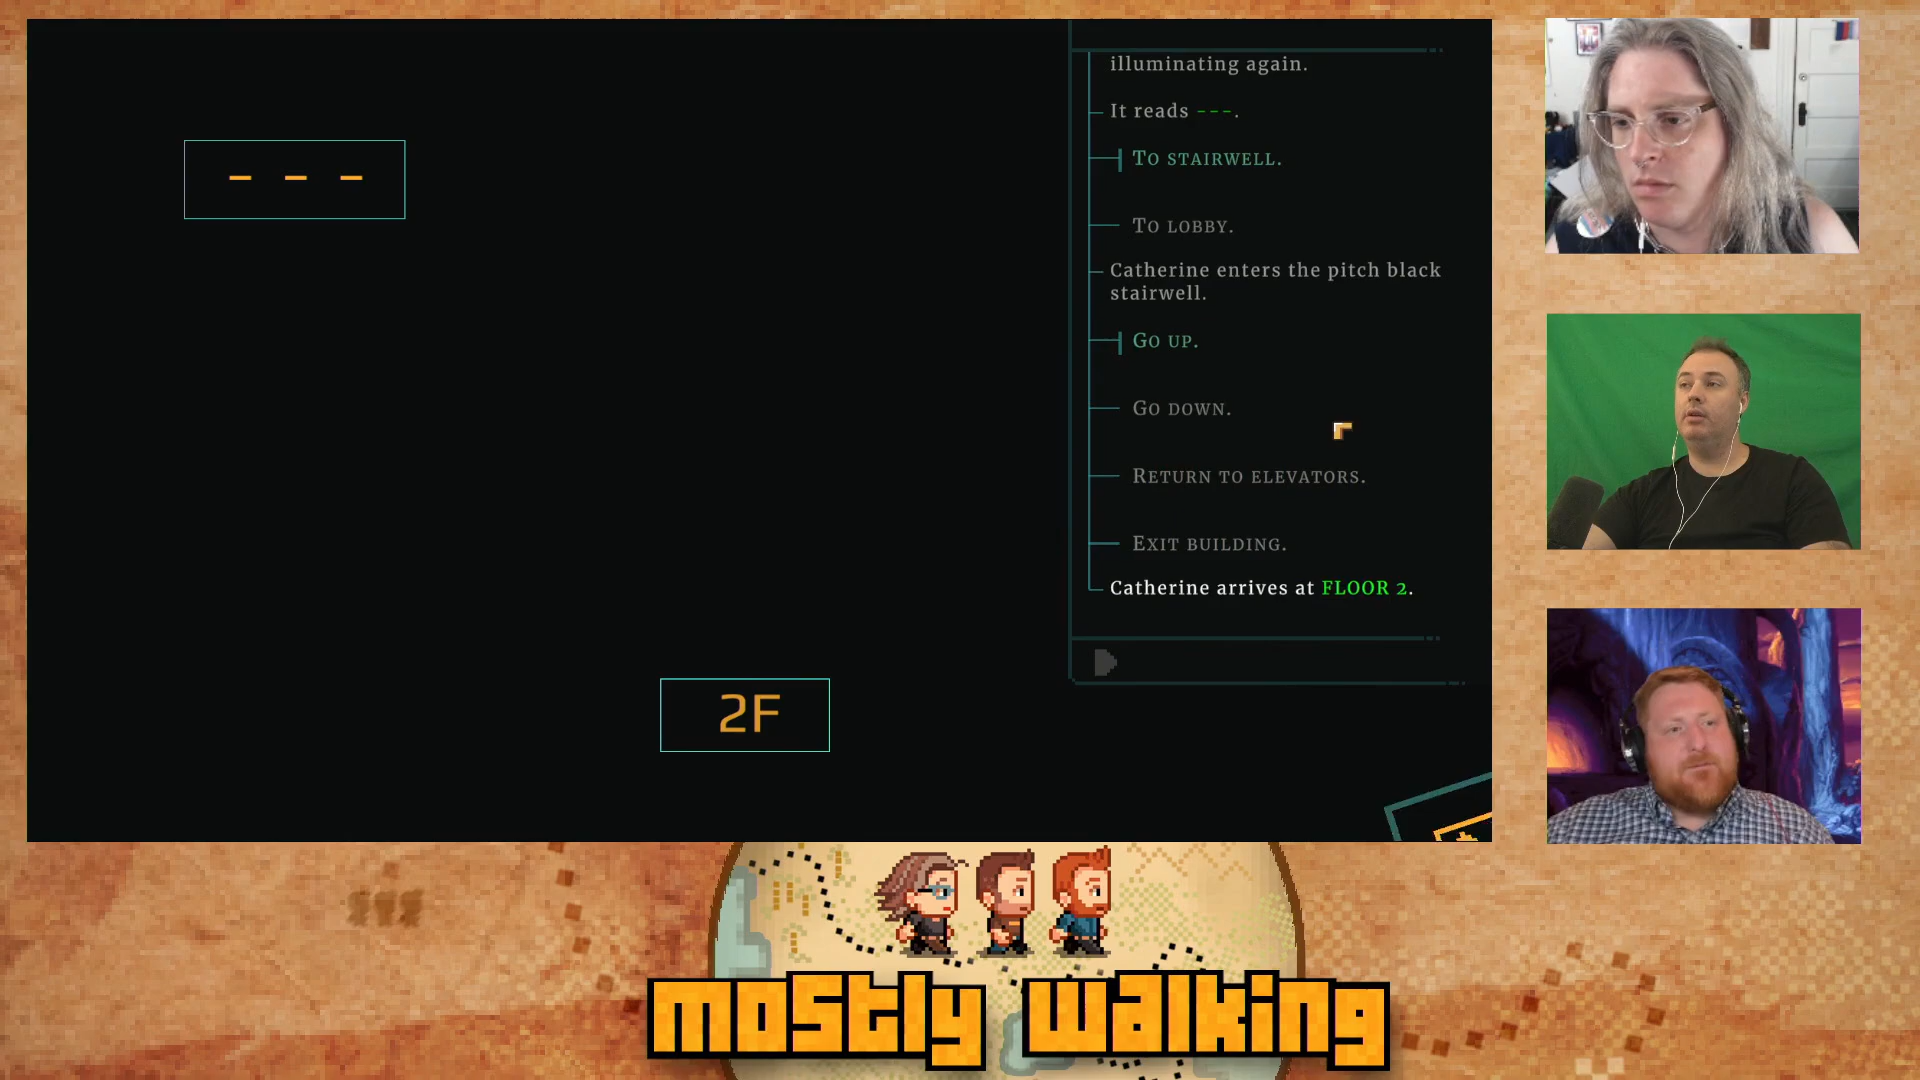 – – –
2F
illuminating again.
It reads ---.
TO STAIRWELL.
TO LOBBY.
Catherine enters the pitch black
stairwell.
GO UP.
GO DOWN.
RETURN TO ELEVATORS.
EXIT BUILDING.
Catherine arrives at FLOOR 2.
mostly walking